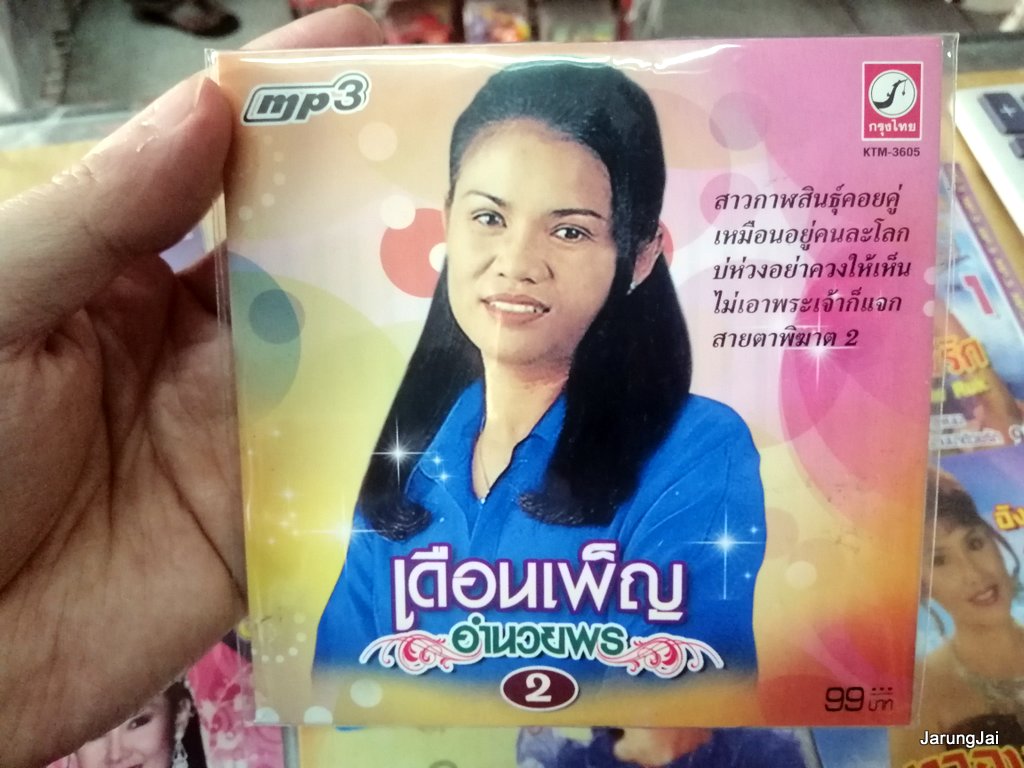 mp3
กรุงไทย
KTM-3605
สาวกาฬสินธุ์คอยคู่
เหมือนอยู่คนละโลก
บ่ห่วงอย่าควงให้เห็น
ไม่เอาพระเจ้าก็แจก
สายตาพิฆาต 2
1
รัก
เดือนเพ็ญ
อำนวยพร
2
99 บาท
JarungJai